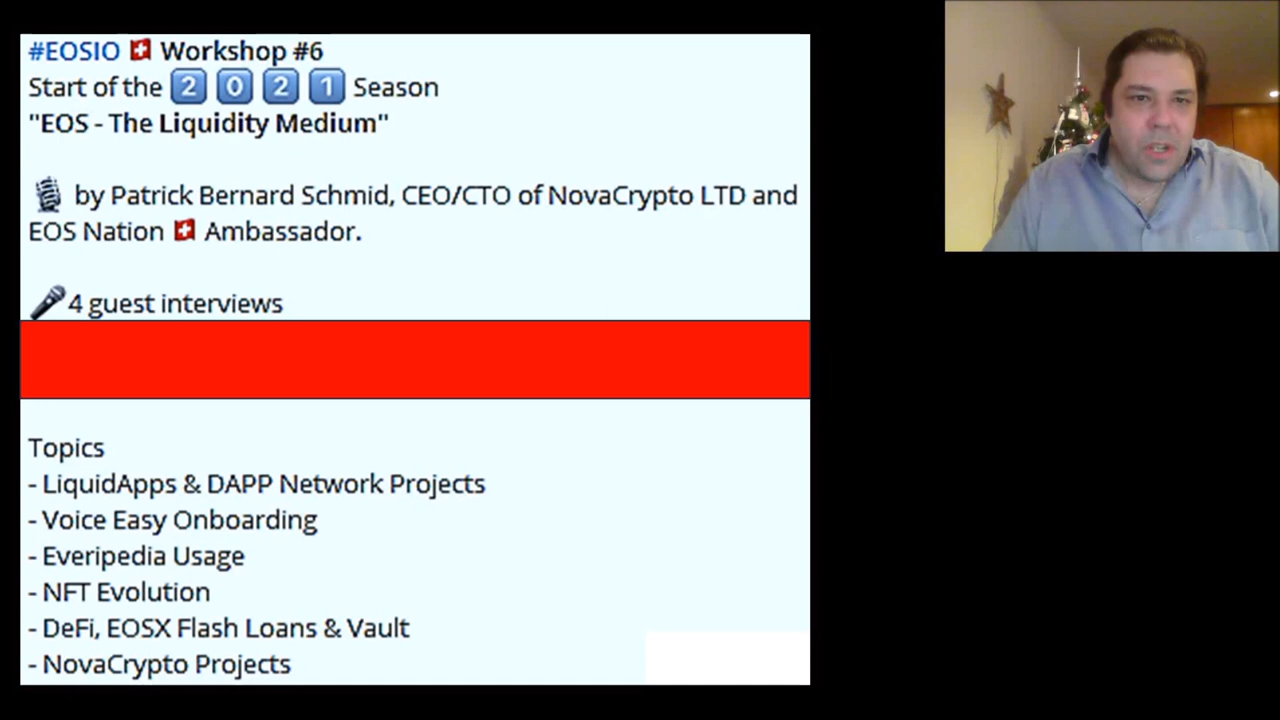 #EOSIO 🇨🇭 Workshop #6
Start of the 2️⃣ 0️⃣ 2️⃣ 1️⃣ Season
"EOS - The Liquidity Medium"
🎙 by Patrick Bernard Schmid, CEO/CTO of NovaCrypto LTD and
EOS Nation 🇨🇭 Ambassador.
🎤4 guest interviews
Topics
- LiquidApps & DAPP Network Projects
- Voice Easy Onboarding
- Everipedia Usage
- NFT Evolution
- DeFi, EOSX Flash Loans & Vault
- NovaCrypto Projects